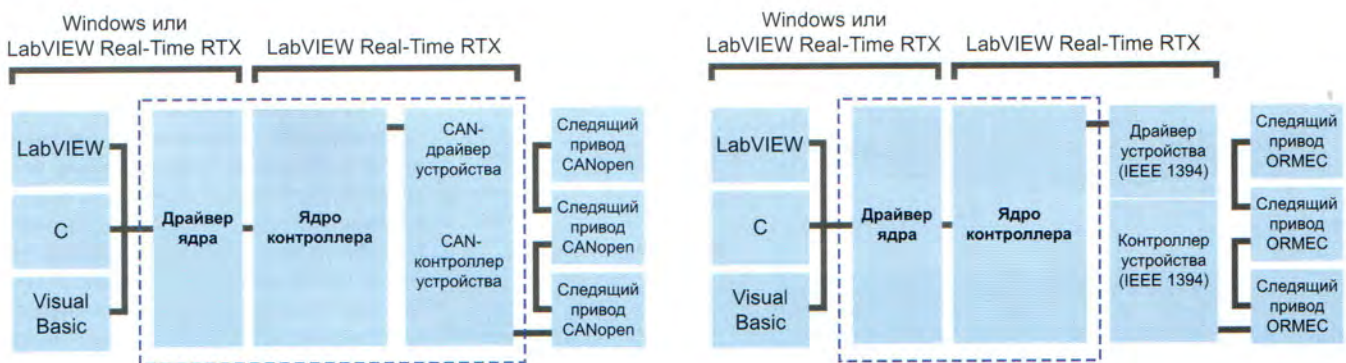 Windows или
LabVIEW Real-Time RTX
LabVIEW Real-Time RTX
LabVIEW
C
Visual
Basic
Драйвер
ядра
Ядро
контроллера
CAN-
драйвер
устройства
CAN-
контроллер
устройства
Следящий
привод
CANopen
Следящий
привод
CANopen
Следящий
привод
CANopen
Windows или
LabVIEW Real-Time RTX
LabVIEW Real-Time RTX
LabVIEW
C
Visual
Basic
Драйвер
ядра
Ядро
контроллера
Драйвер
устройства
(IEEE 1394)
Контроллер
устройства
(IEEE 1394)
Следящий
привод
ORMEC
Следящий
привод
ORMEC
Следящий
привод
ORMEC